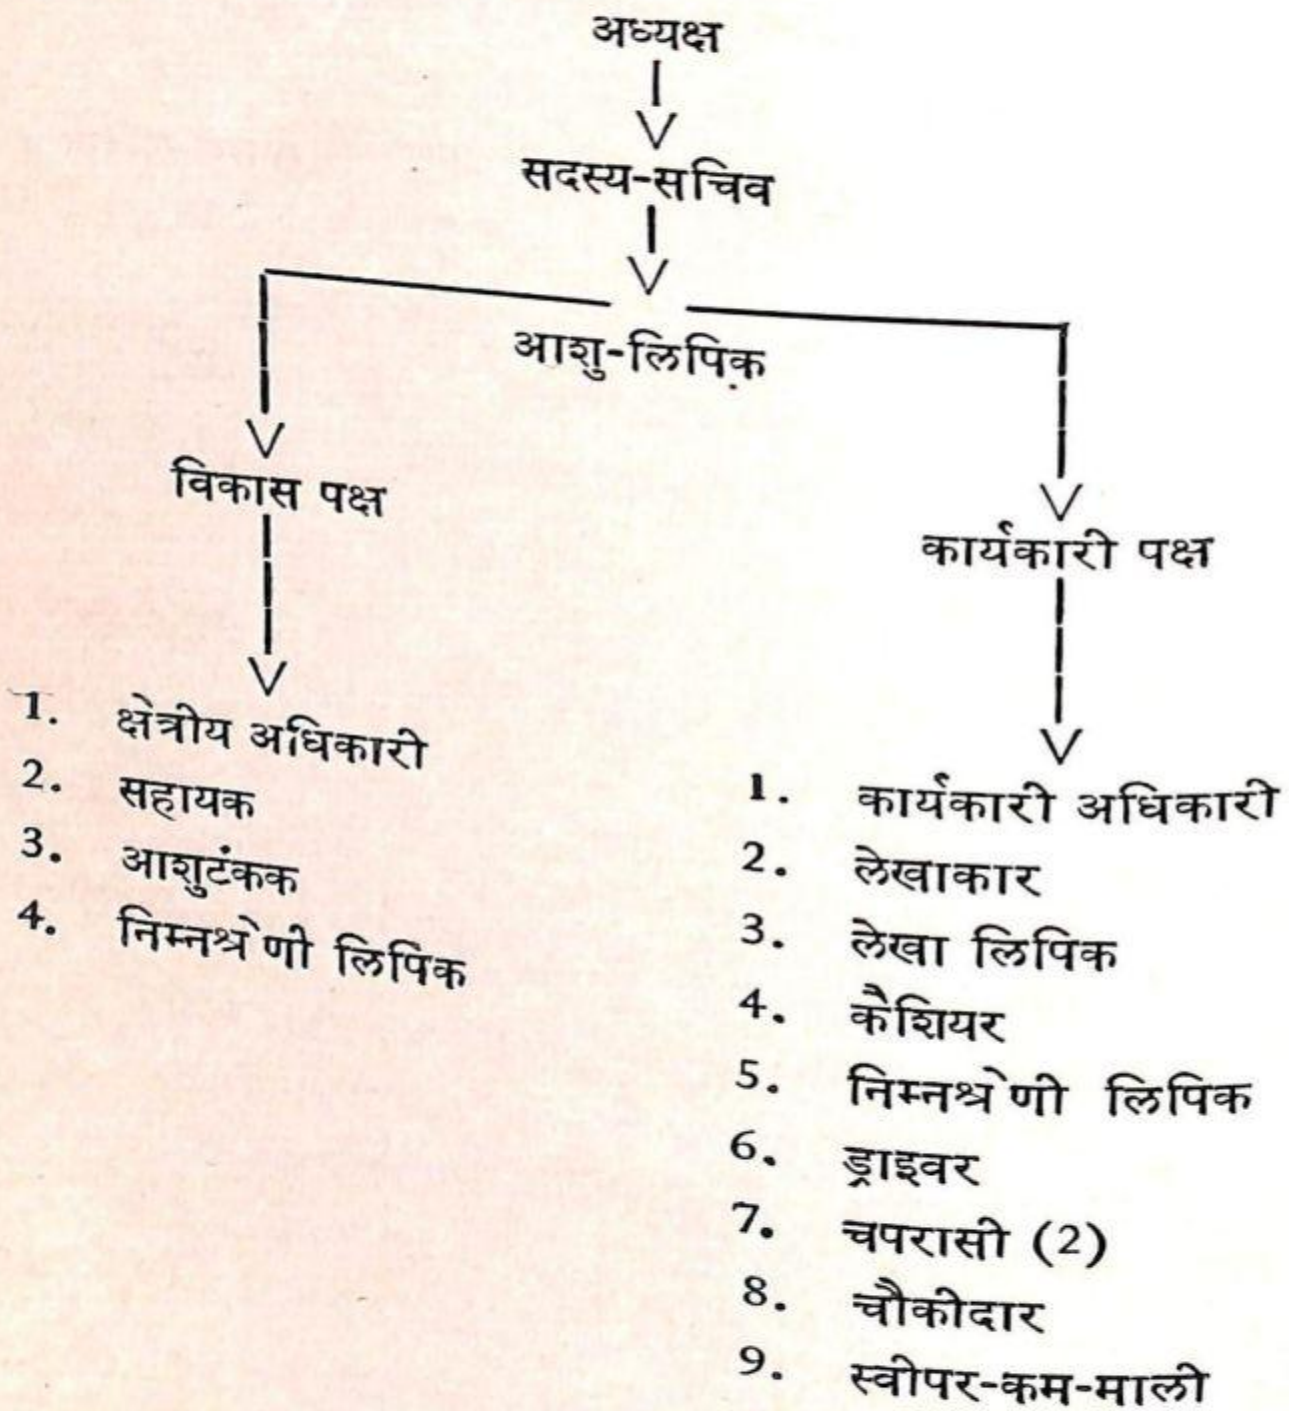 अध्यक्ष
सदस्य-सचिव
आशु-लिपिक
विकास पक्ष
1. क्षेत्रीय अधिकारी
2. सहायक
3. आशुटंकक
4. निम्नश्रेणी लिपिक
कार्यकारी पक्ष
1. कार्यकारी अधिकारी
2. लेखाकार
3. लेखा लिपिक
4. कैशियर
5. निम्नश्रेणी लिपिक
6. ड्राइवर
7. चपरासी (2)
8. चौकीदार
9. स्वीपर-कम-माली